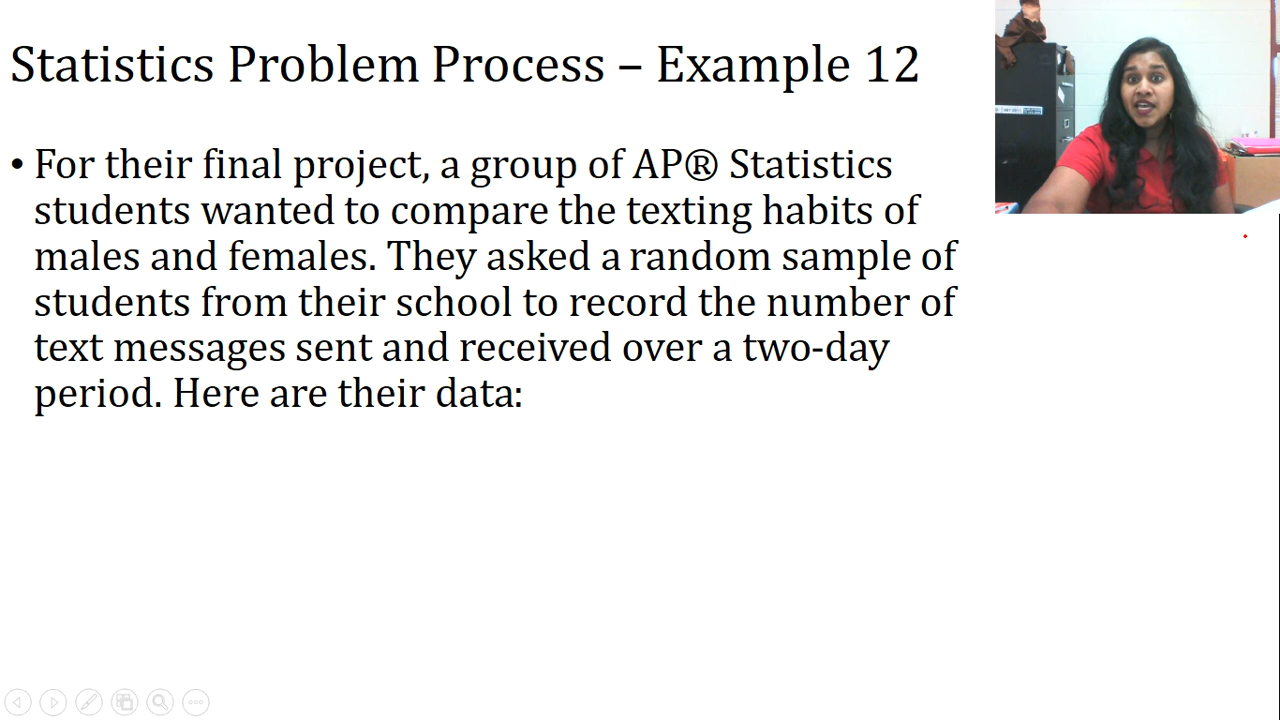 Statistics Problem Process – Example 12
• For their final project, a group of AP® Statistics
students wanted to compare the texting habits of
males and females. They asked a random sample of
students from their school to record the number of
text messages sent and received over a two-day
period. Here are their data: